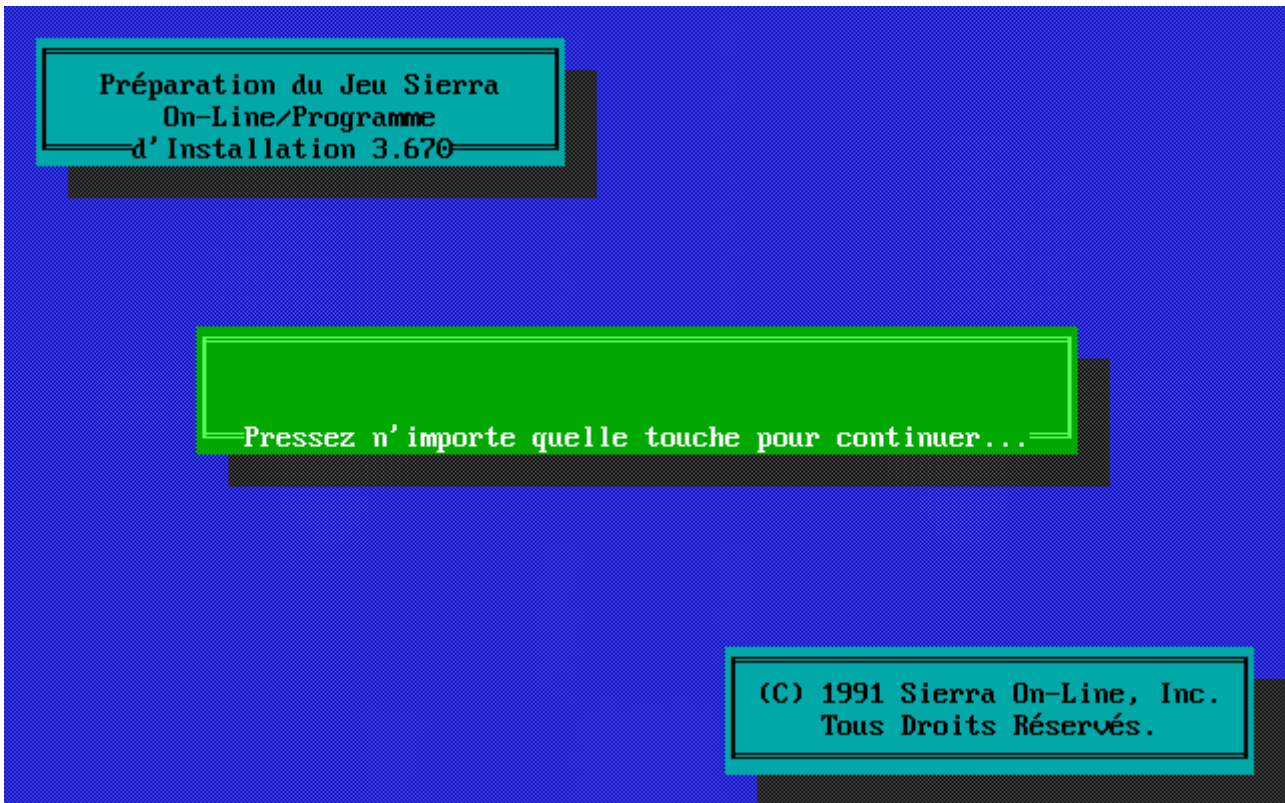 Préparation du Jeu Sierra
On-Line/Programme
d'Installation 3.670
Pressez n'importe quelle touche pour continuer...
(C) 1991 Sierra On-Line, Inc.
Tous Droits Réservés.